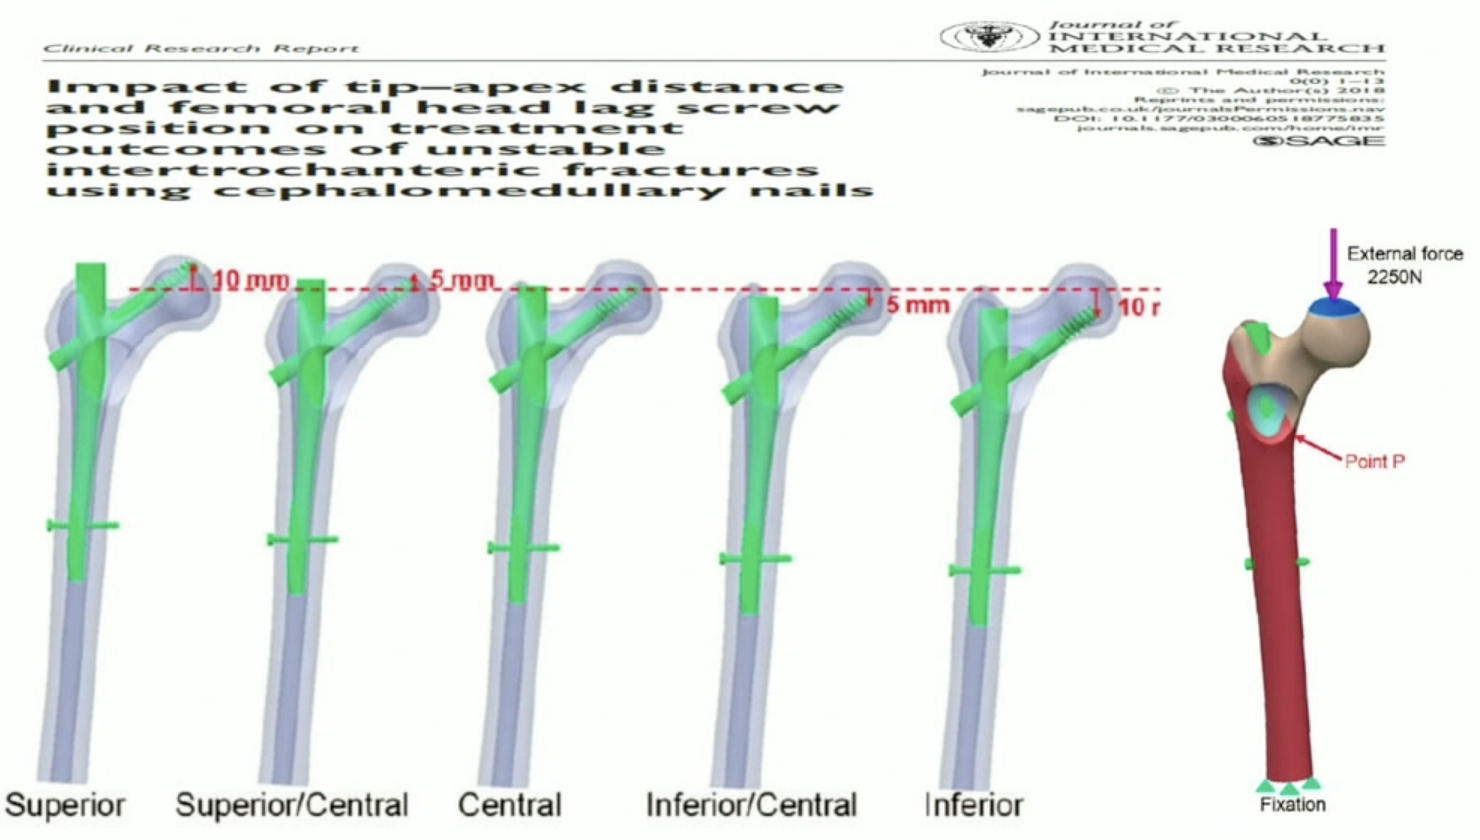 Clinical Research Report
Journal of
INTERNATIONAL
MEDICAL RESEARCH
Impact of tip–apex distance
and femoral head lag screw
position on treatment
outcomes of unstable
intertrochanteric fractures
using cephalomedullary nails
Journal of International Medical Research
0(0) 1–13
© The Author(s) 2018
Reprints and permissions:
sagepub.co.uk/journalsPermissions.nav
DOI: 10.1177/0300060518775835
journals.sagepub.com/home/imr
SAGE
10 mm
5 mm
5 mm
10 r
External force
2250N
Point P
Superior
Superior/Central
Central
Inferior/Central
Inferior
Fixation